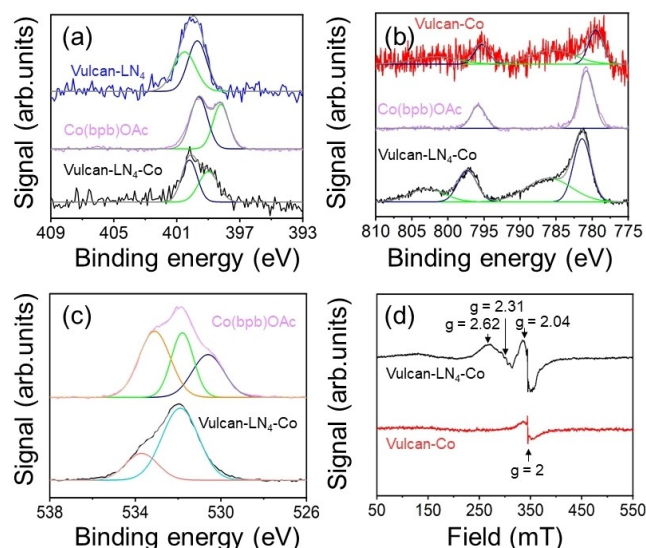 (a)
Vulcan-LN₄
Co(bpb)OAc
Vulcan-LN₄-Co
Signal (arb.units)
409 405 401 397 393
Binding energy (eV)
(b)
Vulcan-Co
Co(bpb)OAc
Vulcan-LN₄-Co
Signal (arb.units)
810 805 800 795 790 785 780 775
Binding energy (eV)
(c)
Co(bpb)OAc
Vulcan-LN₄-Co
Signal (arb.units)
538 534 530 526
Binding energy (eV)
(d)
g = 2.31
g = 2.62
g = 2.04
Vulcan-LN₄-Co
Vulcan-Co
g = 2
Signal (arb.units)
50 150 250 350 450 550
Field (mT)